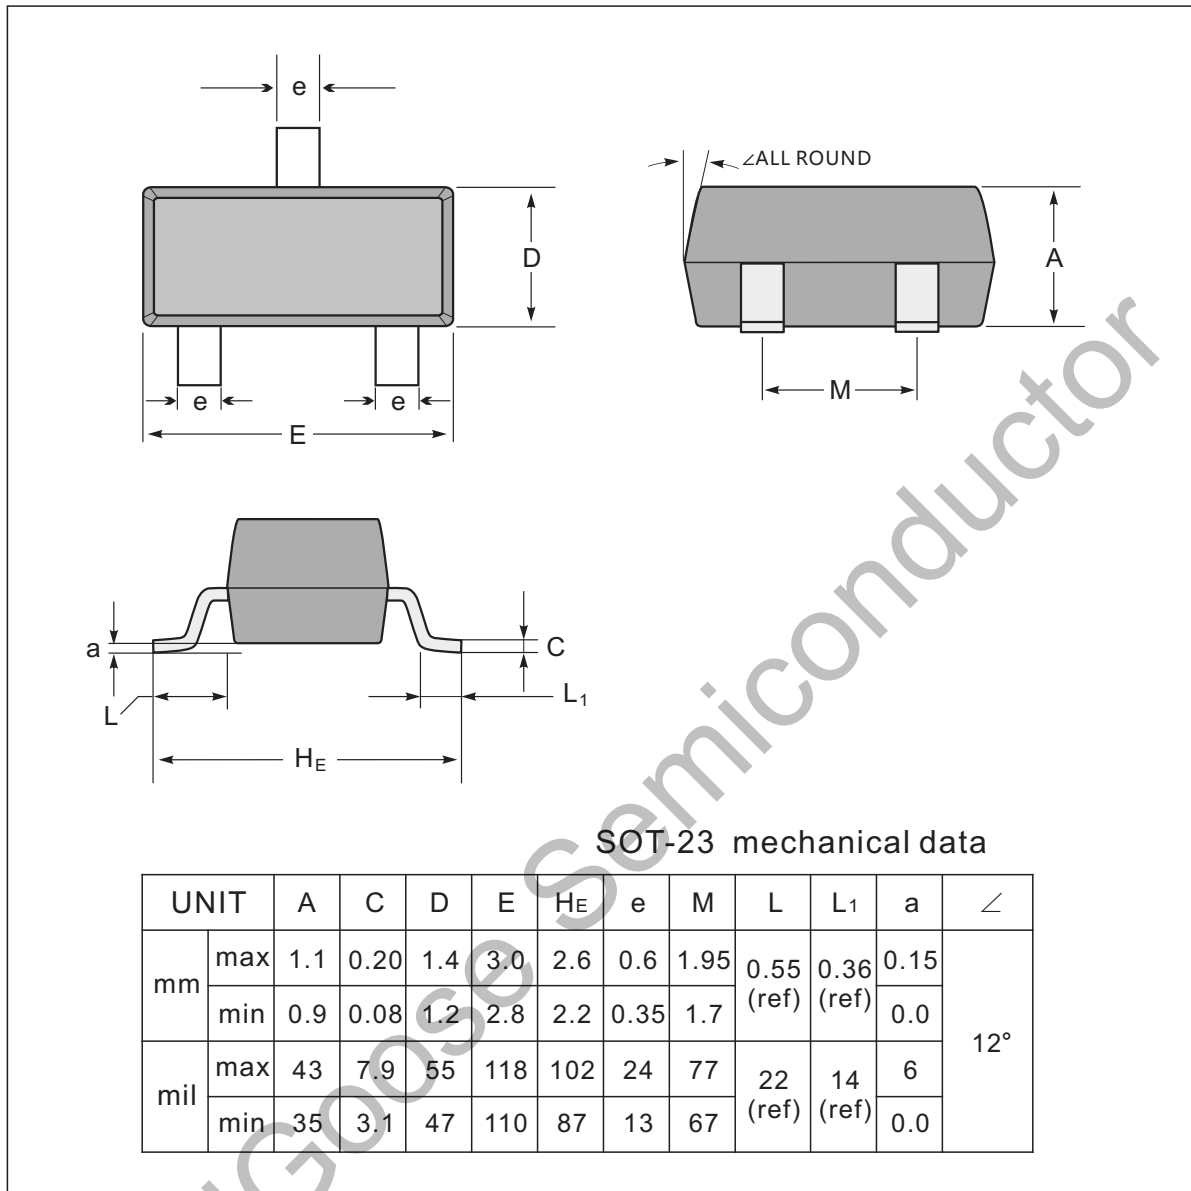 e
∠ALL ROUND
D
A
M
e
e
E
a
C
L
L1
HE
SOT-23 mechanical data
UNIT A C D E HE e M L L1 a ∠
mm max 1.1 0.20 1.4 3.0 2.6 0.6 1.95 0.55 (ref) 0.36 (ref) 0.15 12°
min 0.9 0.08 1.2 2.8 2.2 0.35 1.7 0.0
mil max 43 7.9 55 118 102 24 77 22 (ref) 14 (ref) 6
min 35 3.1 47 110 87 13 67 0.0
Goose Semiconductor